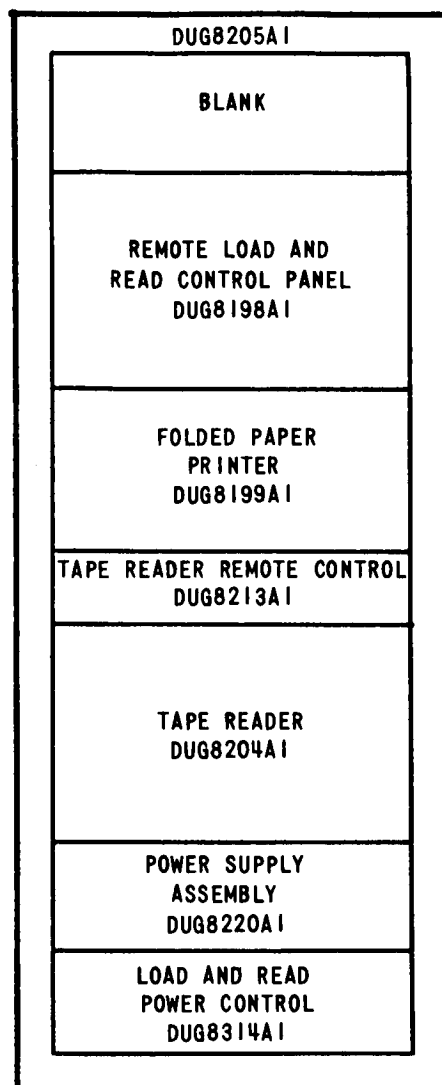 DUG8205A1
BLANK
REMOTE LOAD AND
READ CONTROL PANEL
DUG8198A1
FOLDED PAPER
PRINTER
DUG8199A1
TAPE READER REMOTE CONTROL
DUG8213A1
TAPE READER
DUG8204A1
POWER SUPPLY
ASSEMBLY
DUG8220A1
LOAD AND READ
POWER CONTROL
DUG8314A1